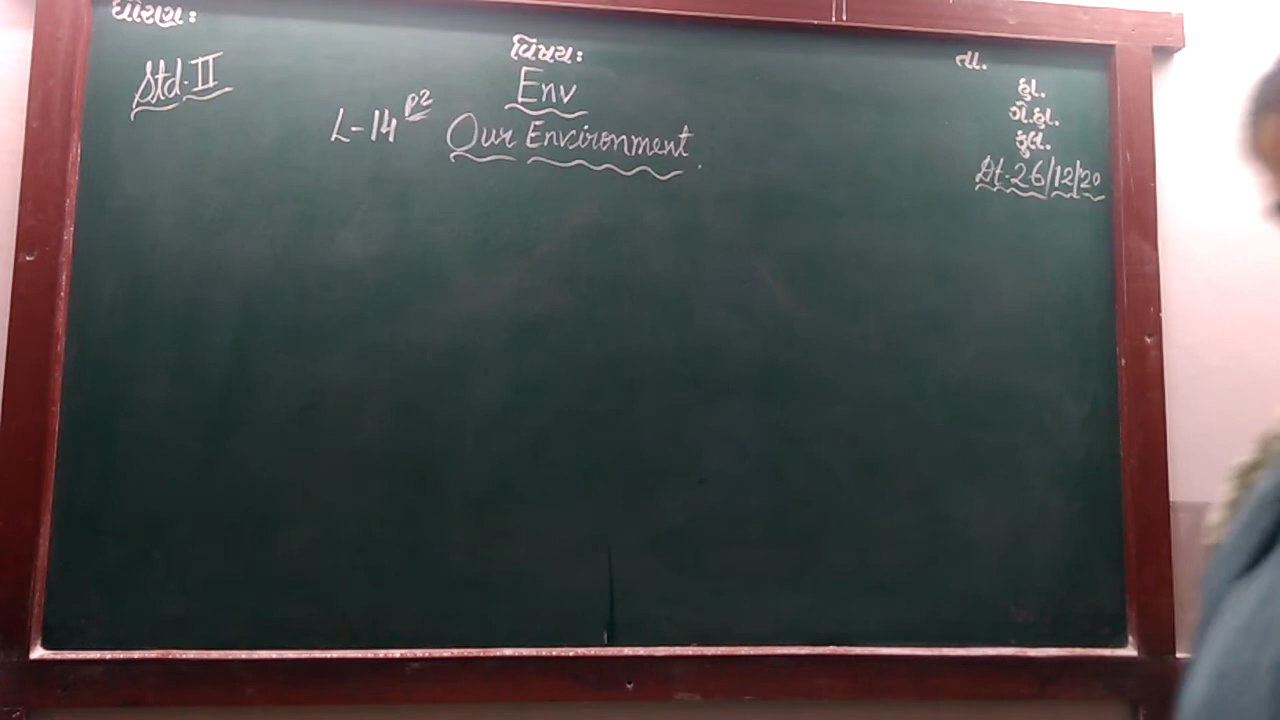 ધોરણ:
Std-II
વિષય:
Env
L-14 P2 Our Environment.
તા.
હા.
ગે.હા.
કુલ.
Dt-26/12/20